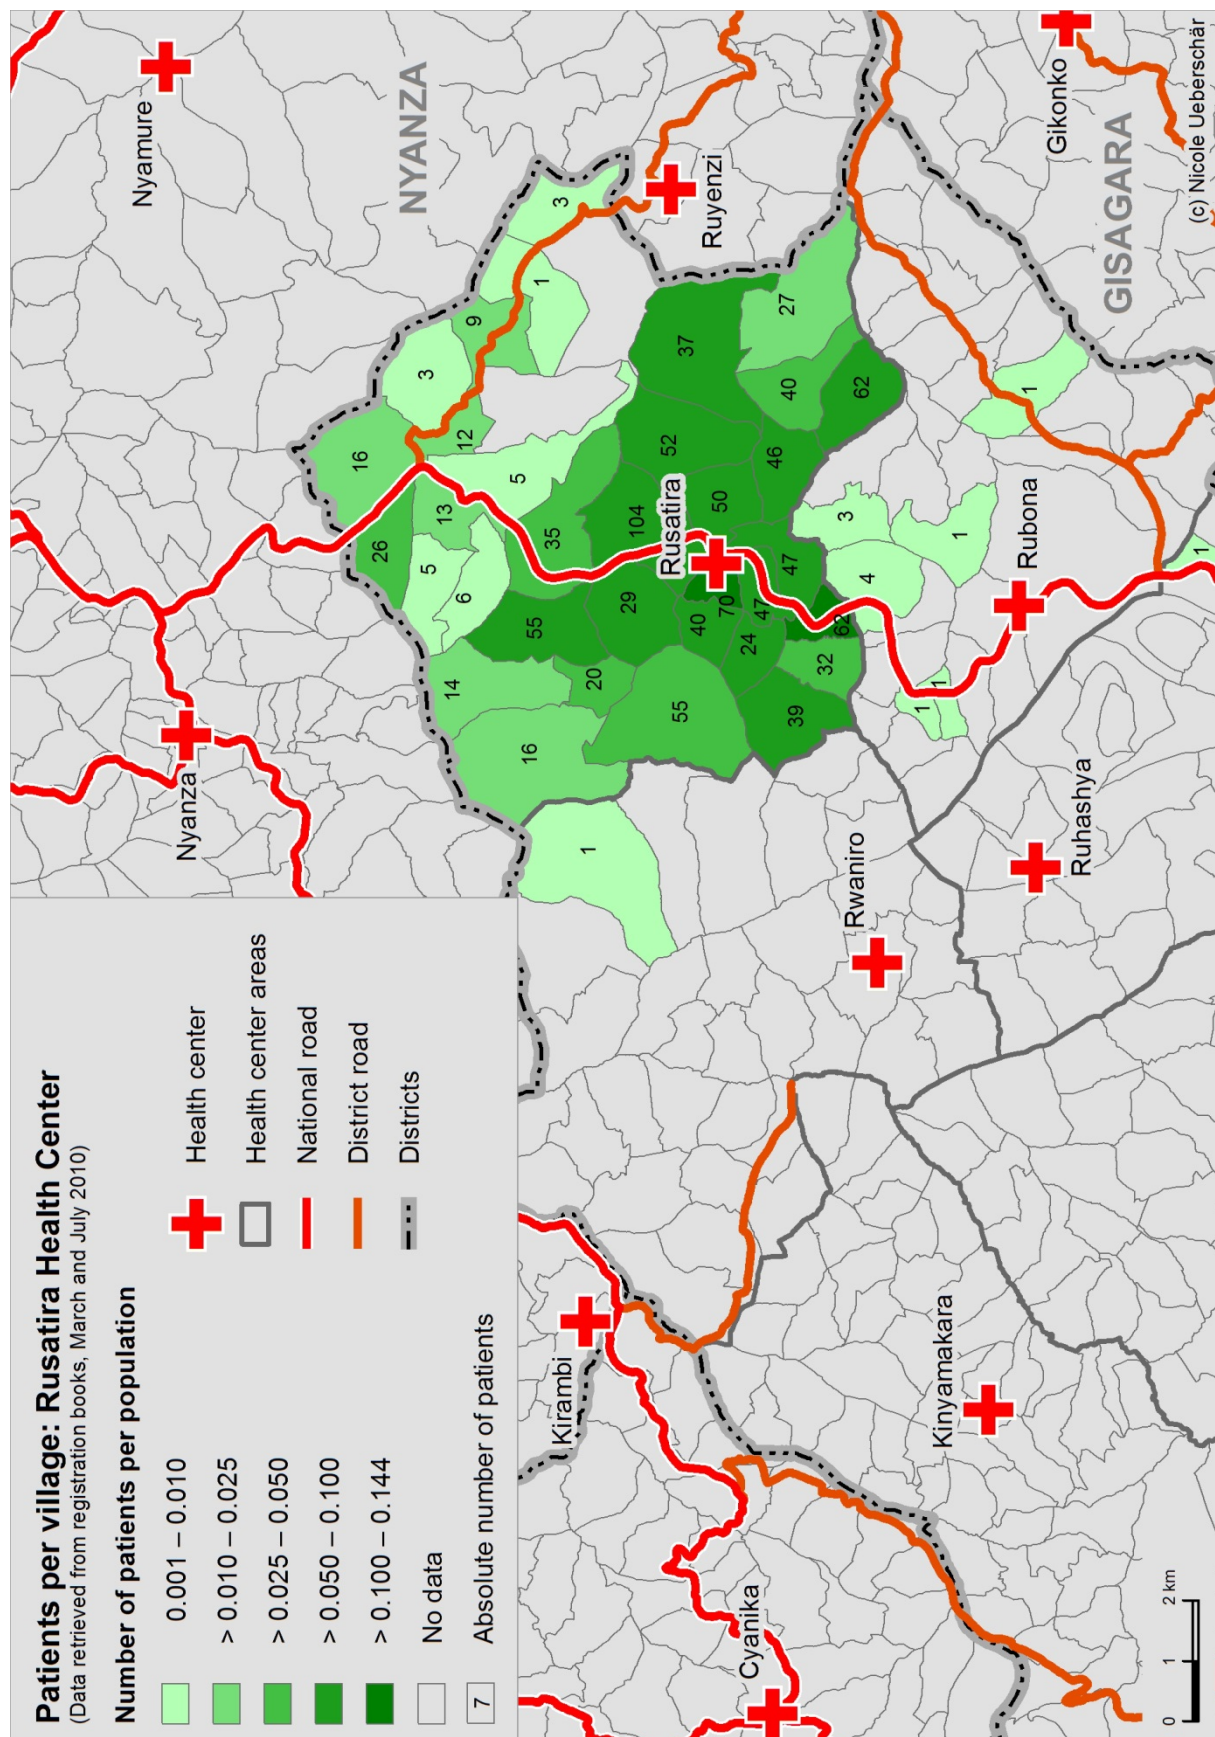 Patients per village: Rusatira Health Center
(Data retrieved from registration books, March and July 2010)
Number of patients per population
0.001 – 0.010
> 0.010 – 0.025
> 0.025 – 0.050
> 0.050 – 0.100
> 0.100 – 0.144
No data
7 Absolute number of patients
Health center
Health center areas
National road
District road
Districts
Nyanza
Nyamure
NYANZA
Ruyenzi
Kirambi
Cyanika
Kinyamakara
Rwaniro
Ruhashya
Rusatira
Rubona
GISAGARA
Gikonko
26
16
3
9
3
1
12
13
5
5
6
14
16
1
55
35
20
29
104
52
37
55
40
70
50
46
40
27
62
24
47
47
39
32
62
4
3
1
1
1
1
1
0 1 2 km
(c) Nicole Ueberschär